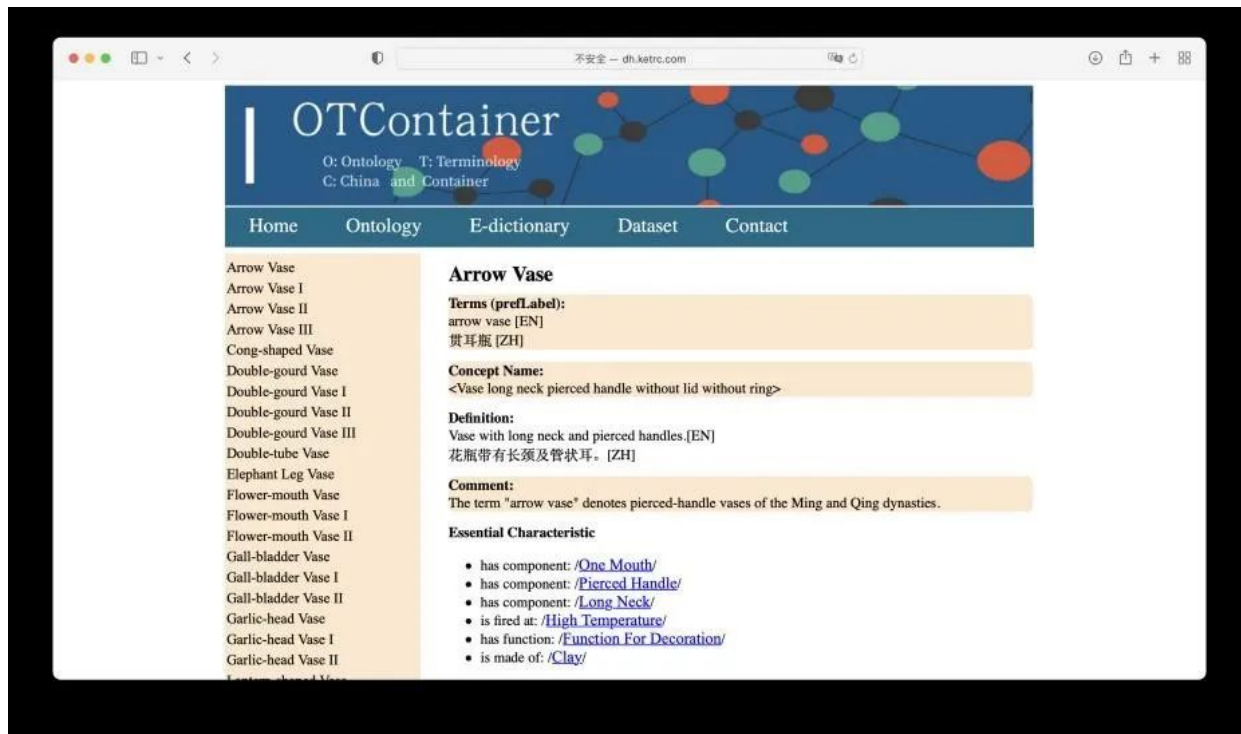 不安全 — dh.ketrc.com
OTContainer
O: Ontology T: Terminology
C: China and Container
Home Ontology E-dictionary Dataset Contact
Arrow Vase
Arrow Vase I
Arrow Vase II
Arrow Vase III
Cong-shaped Vase
Double-gourd Vase
Double-gourd Vase I
Double-gourd Vase II
Double-gourd Vase III
Double-tube Vase
Elephant Leg Vase
Flower-mouth Vase
Flower-mouth Vase I
Flower-mouth Vase II
Gall-bladder Vase
Gall-bladder Vase I
Gall-bladder Vase II
Garlic-head Vase
Garlic-head Vase I
Garlic-head Vase II
Lantern-shaped Vase
Arrow Vase
Terms (prefLabel):
arrow vase [EN]
贯耳瓶 [ZH]
Concept Name:
<Vase long neck pierced handle without lid without ring>
Definition:
Vase with long neck and pierced handles.[EN]
花瓶带有长颈及管状耳。[ZH]
Comment:
The term "arrow vase" denotes pierced-handle vases of the Ming and Qing dynasties.
Essential Characteristic
• has component: /One Mouth/
• has component: /Pierced Handle/
• has component: /Long Neck/
• is fired at: /High Temperature/
• has function: /Function For Decoration/
• is made of: /Clay/